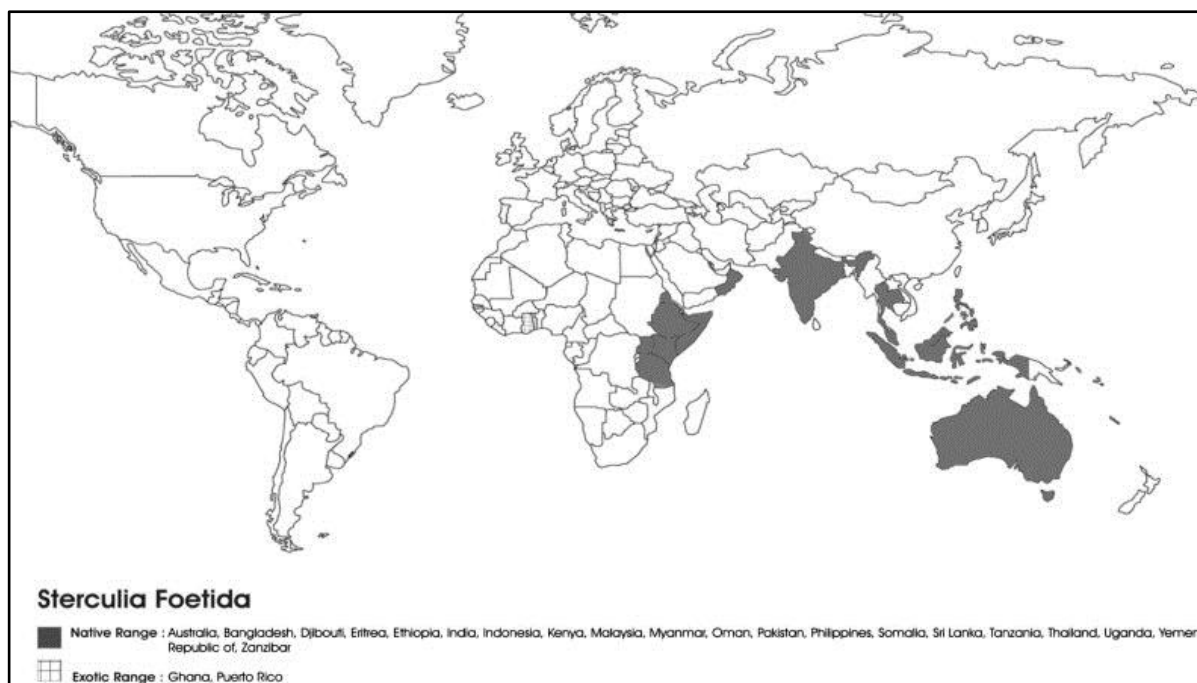 Sterculia Foetida
Native Range : Australia, Bangladesh, Djibouti, Eritrea, Ethiopia, India, Indonesia, Kenya, Malaysia, Myanmar, Oman, Pakistan, Philippines, Somalia, Sri Lanka, Tanzania, Thailand, Uganda, Yemen
Republic of, Zanzibar
Exotic Range : Ghana, Puerto Rico